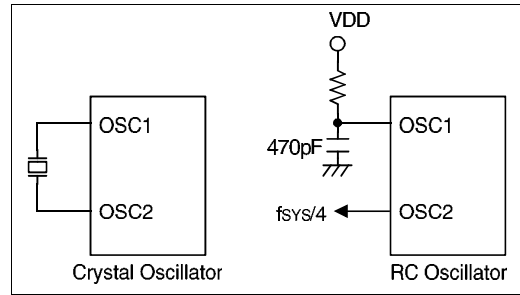 VDD
OSC1
OSC2
Crystal Oscillator
470pF
OSC1
fSYS/4
OSC2
RC Oscillator